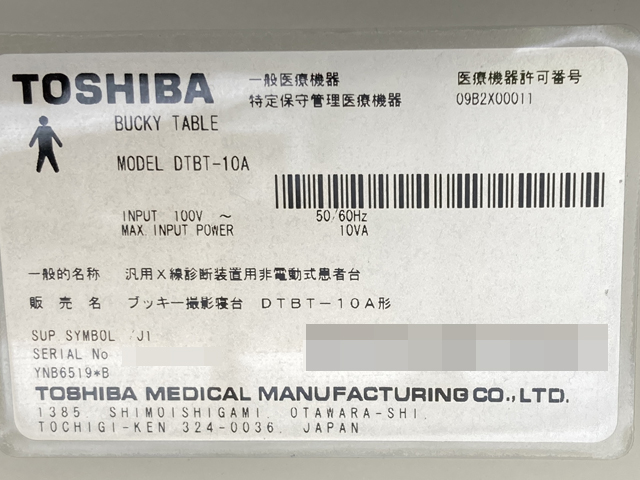 TOSHIBA
一般医療機器
医療機器許可番号
特定保守管理医療機器
09B2X00011
BUCKY TABLE
MODEL DTBT-10A
INPUT 100V ～ 50/60Hz
MAX.INPUT POWER 10VA
一般的名称 汎用X線診断装置用非電動式患者台
販売名 ブッキー撮影寝台 DTBT-10A形
SUP.SYMBOL J1
SERIAL No
YNB6519*B
TOSHIBA MEDICAL MANUFACTURING CO., LTD.
1385, SHIMOISHIGAMI, OTAWARA-SHI,
TOCHIGI-KEN 324-0036, JAPAN